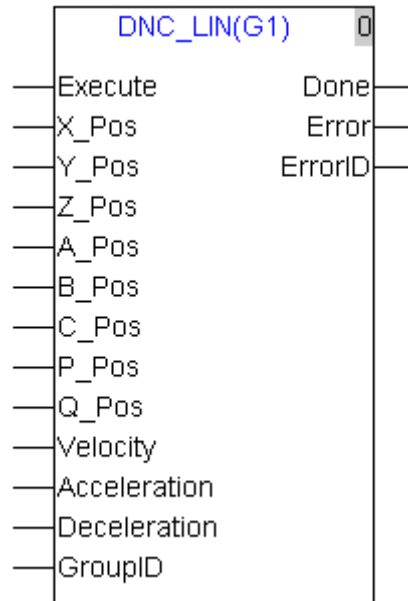 DNC_LIN(G1) 0
Execute Done
X_Pos Error
Y_Pos ErrorID
Z_Pos
A_Pos
B_Pos
C_Pos
P_Pos
Q_Pos
Velocity
Acceleration
Deceleration
GroupID